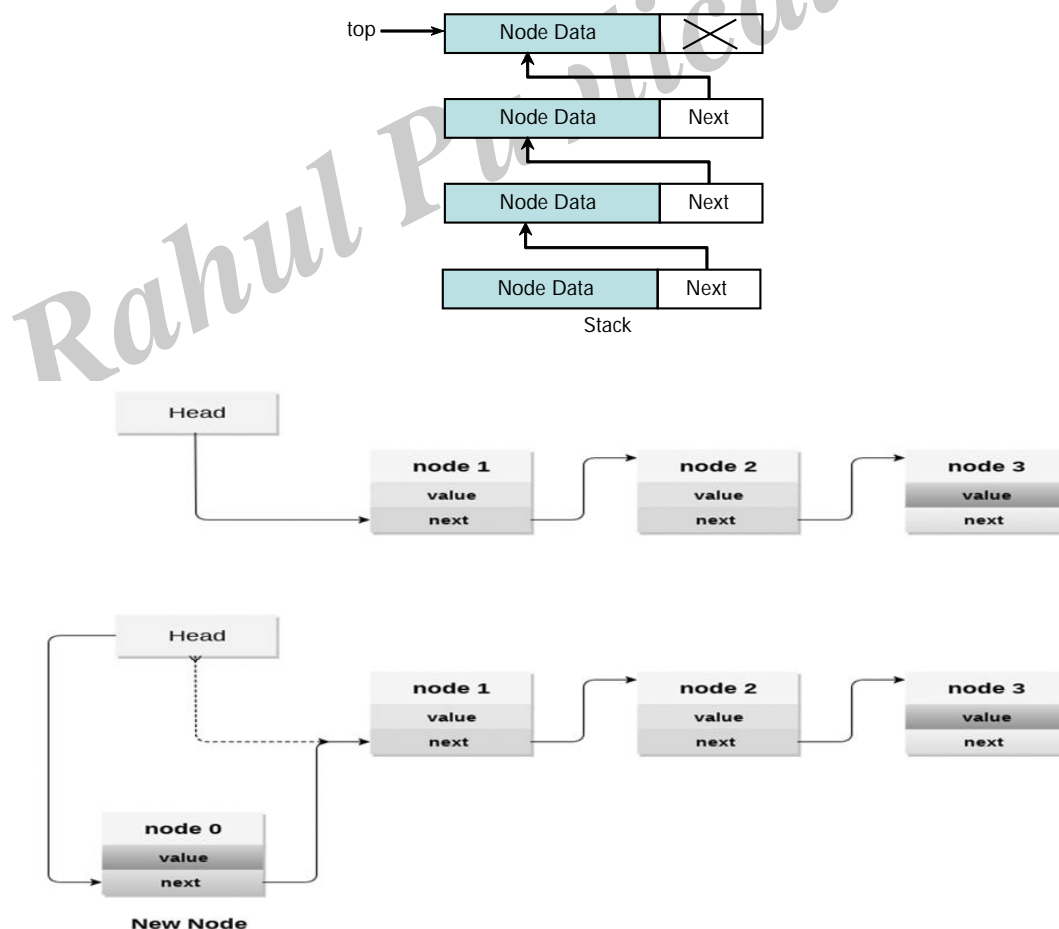 top Node Data
Node Data Next
Node Data Next
Node Data Next
Stack
Rahul
Head
node 1 node 2 node 3
value value value
next next next
Head
node 1 node 2 node 3
value value value
next next next
node 0
value
next
New Node